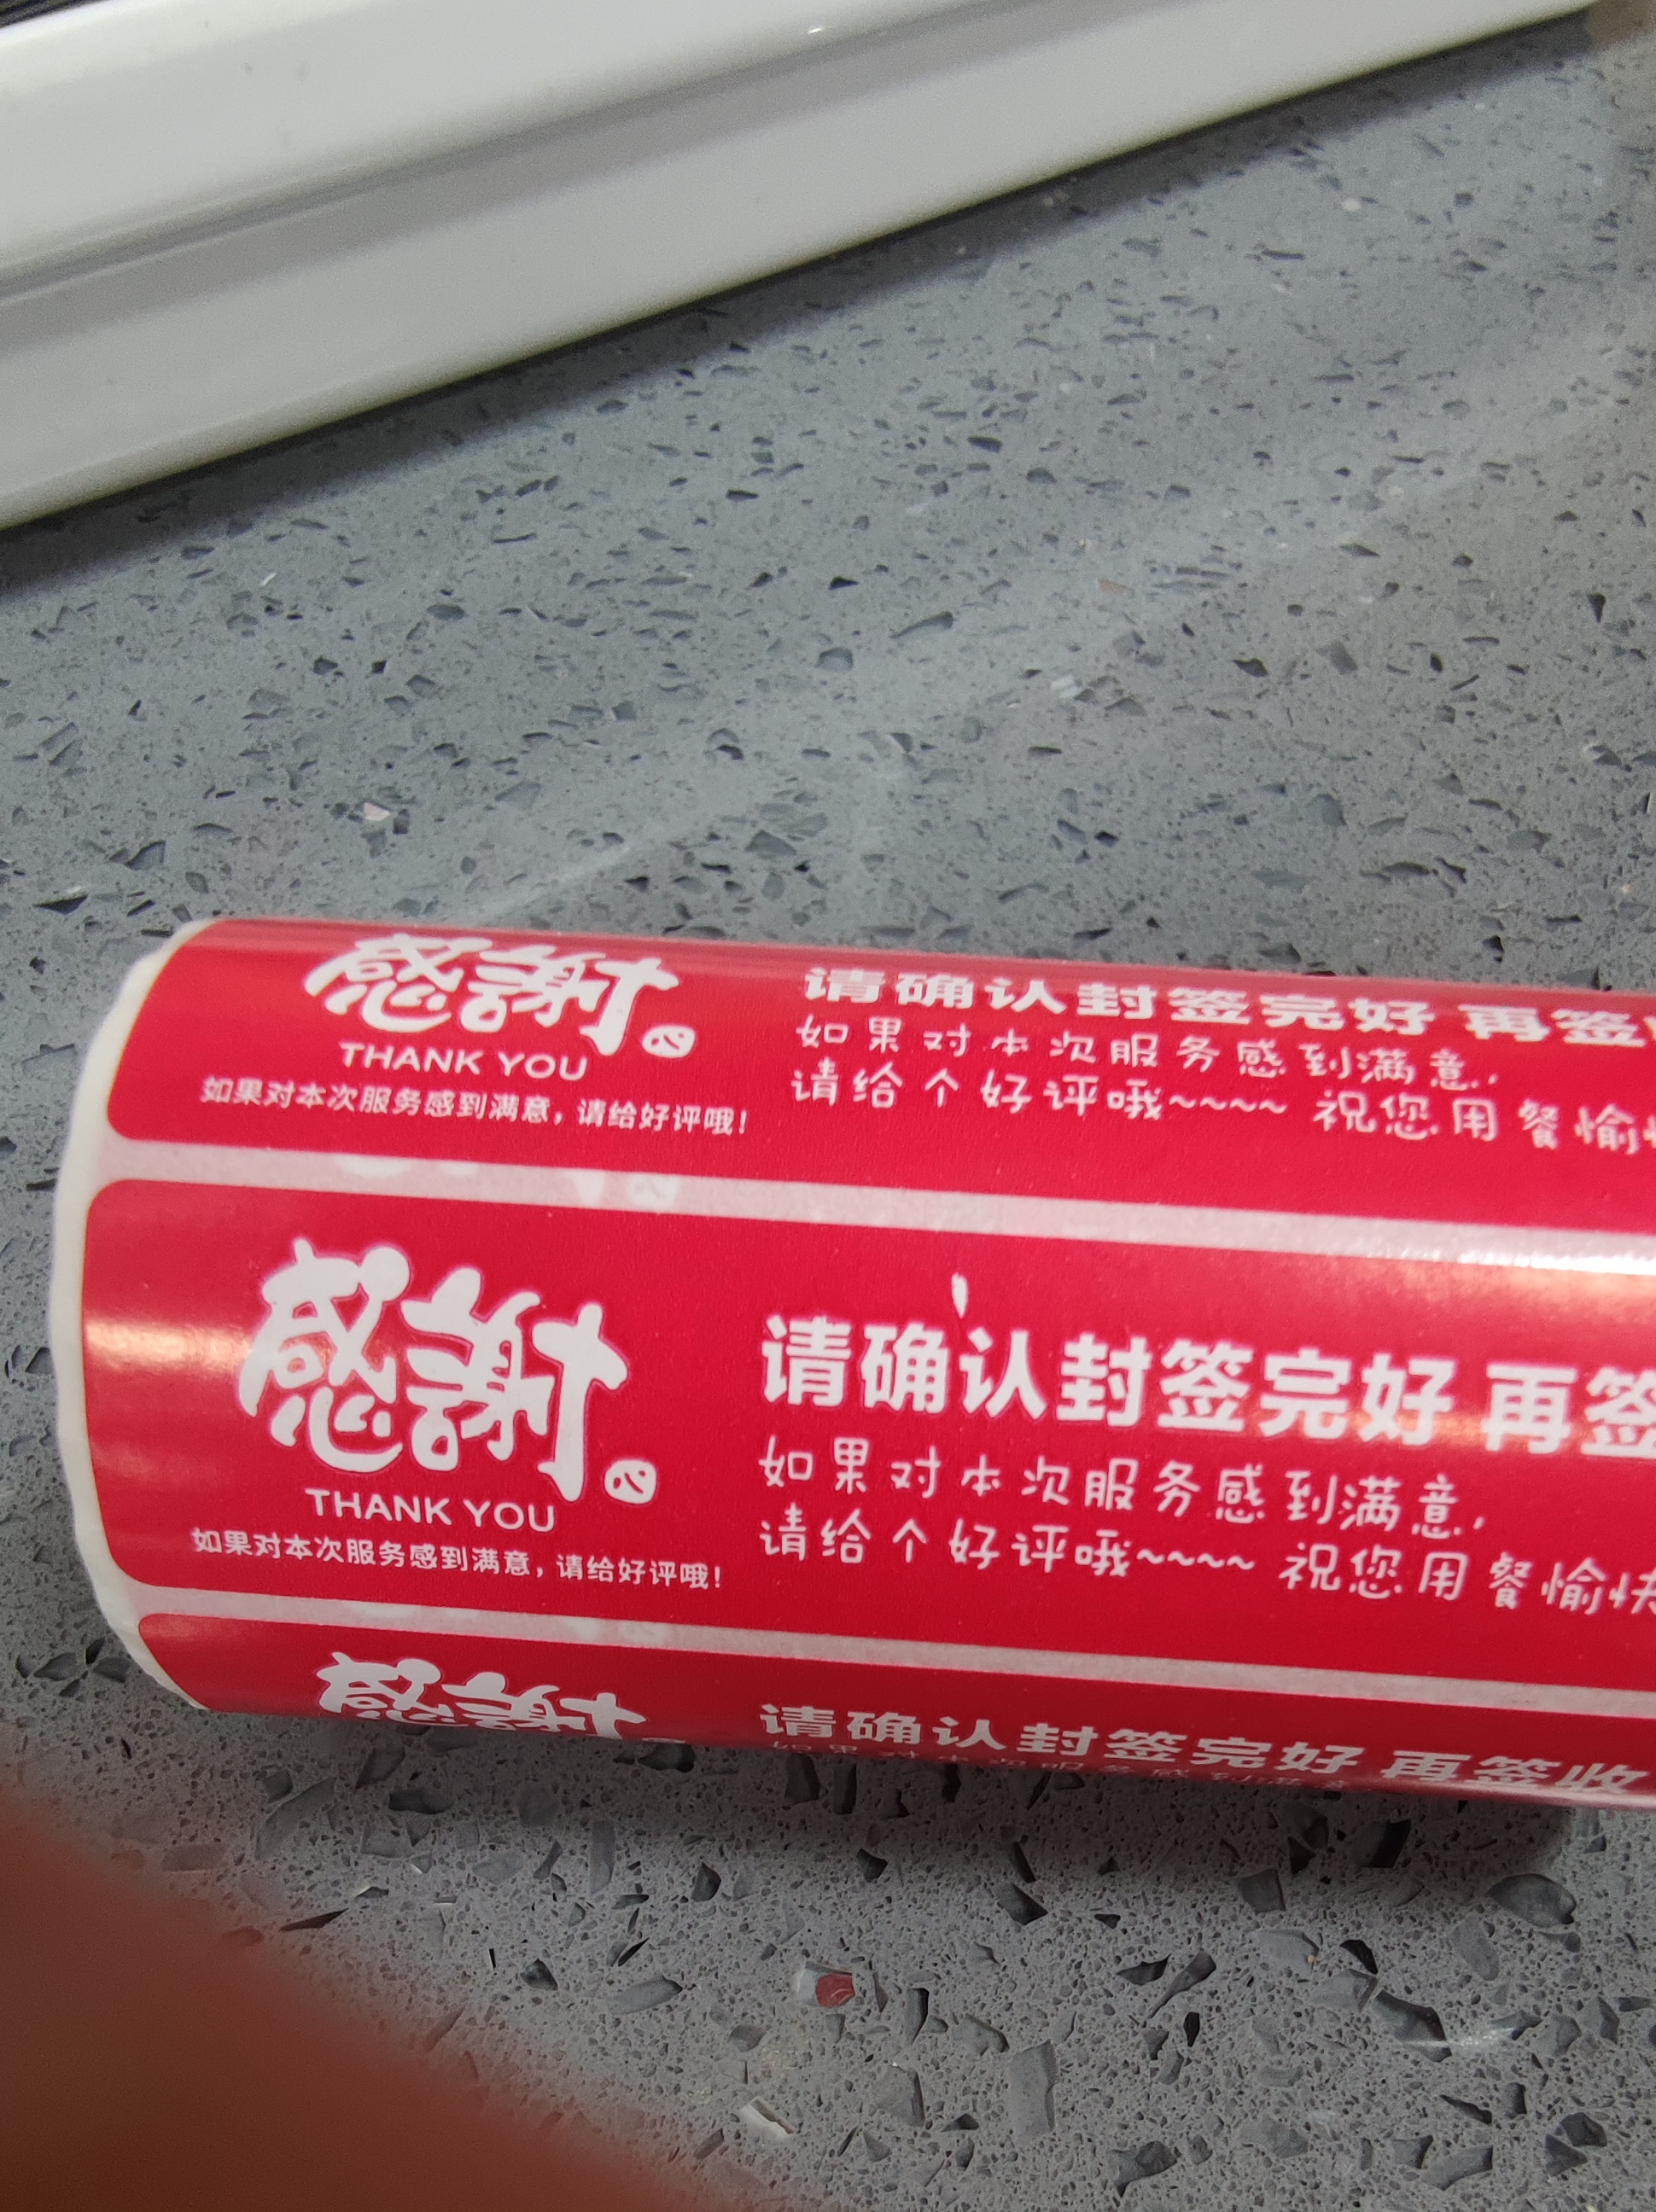 感謝
THANK YOU
如果对本次服务感到满意，请给好评哦！
请确认封签完好 再签
如果对本次服务感到满意，
请给个好评哦~~~~ 祝您用餐愉快
感謝
THANK YOU
如果对本次服务感到满意，请给好评哦！
请确认封签完好 再签
如果对本次服务感到满意，
请给个好评哦~~~~ 祝您用餐愉快
感謝
请确认封签完好 再签收